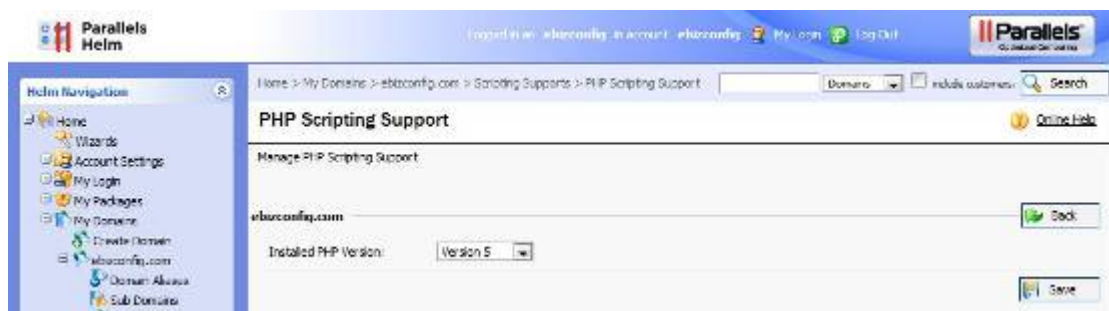 Parallels
Helm
Logged in as: ebizconfig in account: ebizconfig My Login Log Out
Parallels
Helm Navigation
Home
Wizards
Account Settings
My Login
My Packages
My Domains
Create Domain
ebizconfig.com
Domain Aliases
Sub Domains
Home > My Domains > ebizconfig.com > Scripting Supports > PHP Scripting Support
Domains
include customers:
Search
PHP Scripting Support
Online Help
Manage PHP Scripting Support
ebizconfig.com
Back
Installed PHP Version:
Version 5
Save